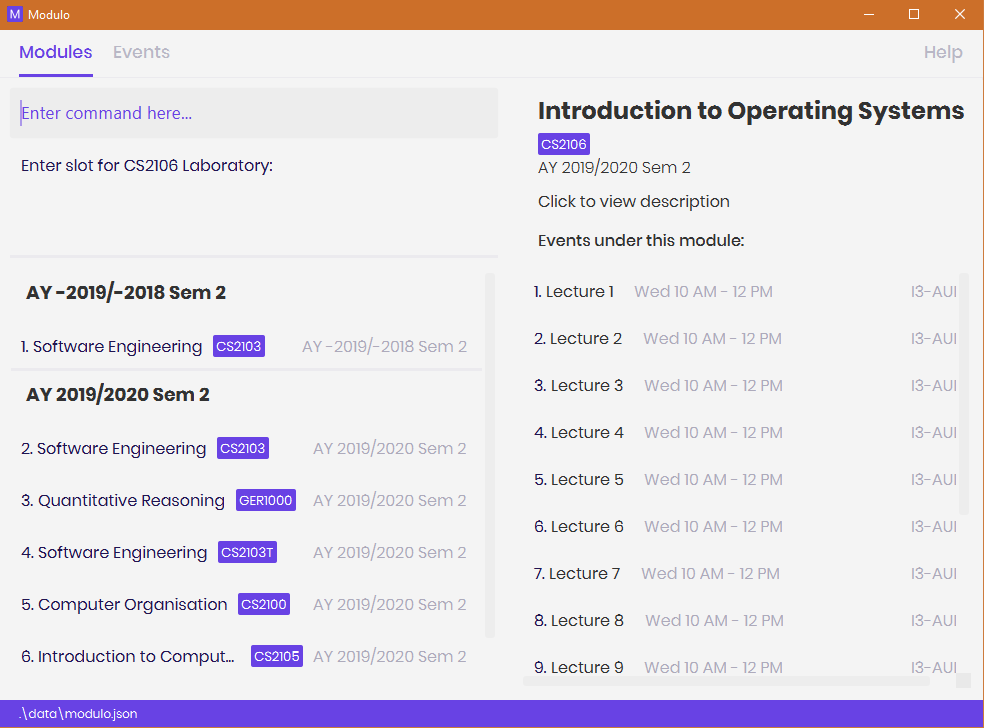 M Modulo
Modules Events Help
Enter command here...
Enter slot for CS2106 Laboratory:
AY -2019/-2018 Sem 2
1. Software Engineering CS2103 AY -2019/-2018 Sem 2
AY 2019/2020 Sem 2
2. Software Engineering CS2103 AY 2019/2020 Sem 2
3. Quantitative Reasoning GER1000 AY 2019/2020 Sem 2
4. Software Engineering CS2103T AY 2019/2020 Sem 2
5. Computer Organisation CS2100 AY 2019/2020 Sem 2
6. Introduction to Comput... CS2105 AY 2019/2020 Sem 2
Introduction to Operating Systems
CS2106
AY 2019/2020 Sem 2
Click to view description
Events under this module:
1. Lecture 1 Wed 10 AM - 12 PM I3-AUI
2. Lecture 2 Wed 10 AM - 12 PM I3-AUI
3. Lecture 3 Wed 10 AM - 12 PM I3-AUI
4. Lecture 4 Wed 10 AM - 12 PM I3-AUI
5. Lecture 5 Wed 10 AM - 12 PM I3-AUI
6. Lecture 6 Wed 10 AM - 12 PM I3-AUI
7. Lecture 7 Wed 10 AM - 12 PM I3-AUI
8. Lecture 8 Wed 10 AM - 12 PM I3-AUI
9. Lecture 9 Wed 10 AM - 12 PM I3-AUI
.\data\modulo.json